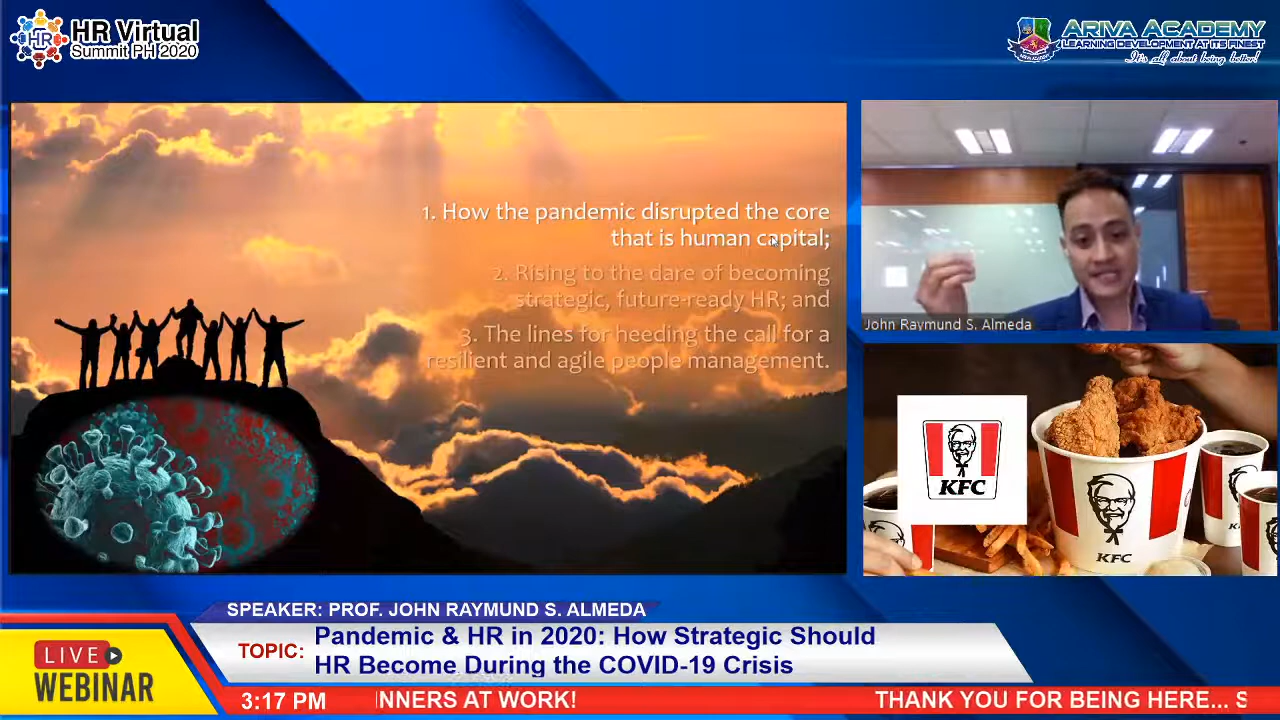 HR
HR Virtual
Summit PH 2020
ARIVA ACADEMY
LEARNING DEVELOPMENT AT ITS FINEST
It's all about being better!
1. How the pandemic disrupted the core
that is human capital;
2. Rising to the dare of becoming
strategic, future-ready HR; and
3. The lines for heeding the call for a
resilient and agile people management.
John Raymund S. Almeda
KFC
KFC
SPEAKER: PROF. JOHN RAYMUND S. ALMEDA
TOPIC: Pandemic & HR in 2020: How Strategic Should
HR Become During the COVID-19 Crisis
LIVE
WEBINAR
3:17 PM
INNERS AT WORK!
THANK YOU FOR BEING HERE... S